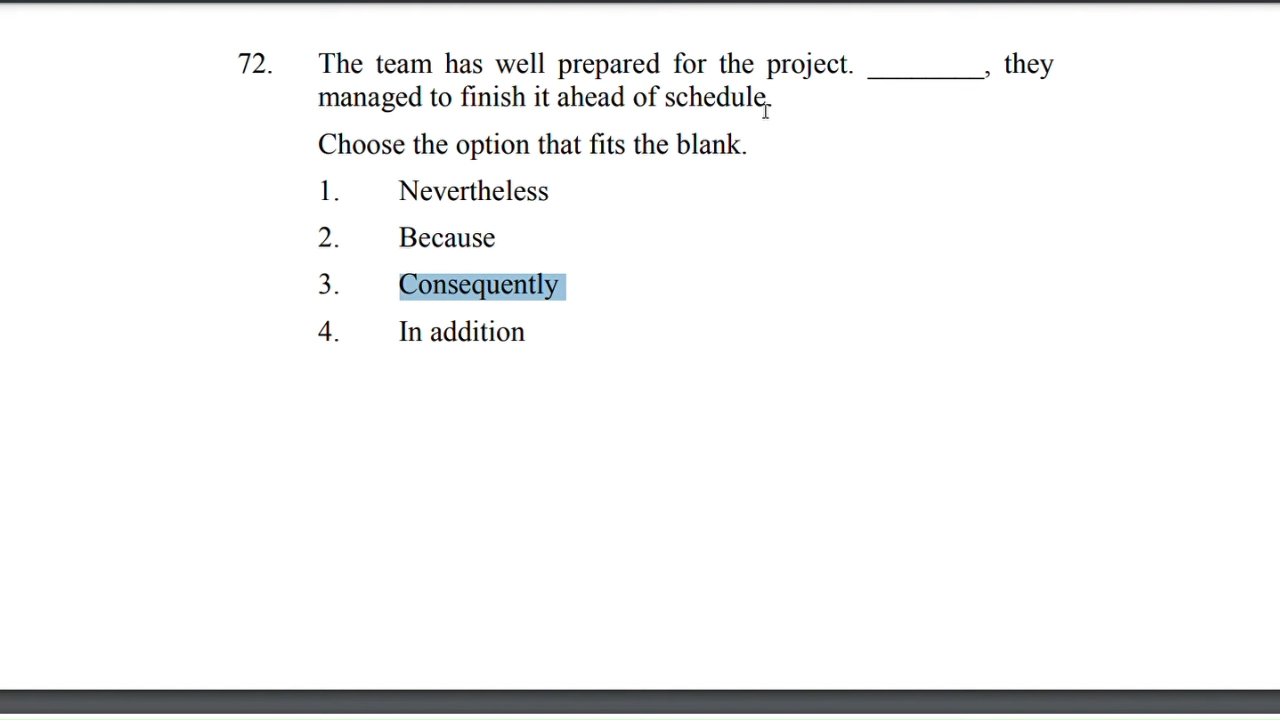 72. The team has well prepared for the project. ________, they
managed to finish it ahead of schedule.
Choose the option that fits the blank.
1. Nevertheless
2. Because
3. Consequently
4. In addition